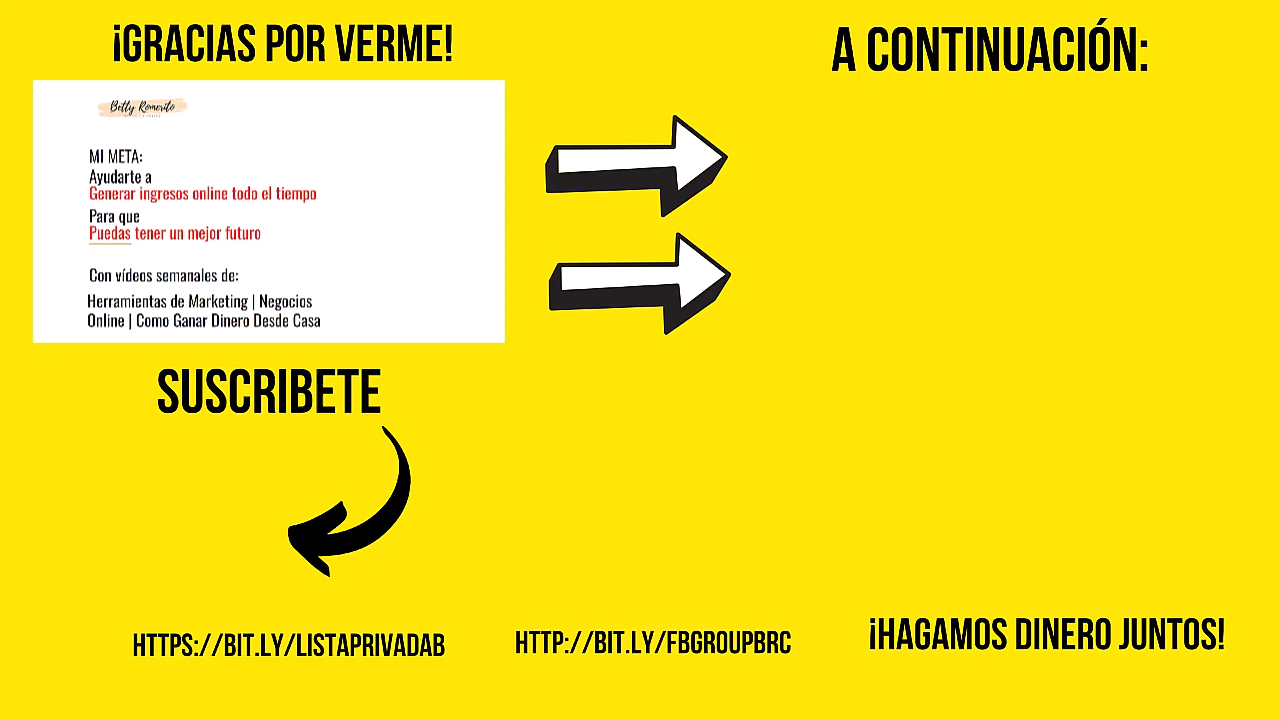 ¡GRACIAS POR VERME!
A CONTINUACIÓN:
Betty Romerito
MI META:
Ayudarte a
Generar ingresos online todo el tiempo
Para que
Puedas tener un mejor futuro
Con vídeos semanales de:
Herramientas de Marketing | Negocios
Online | Como Ganar Dinero Desde Casa
SUSCRIBETE
HTTPS://BIT.LY/LISTAPRIVADAB
HTTP://BIT.LY/FBGROUPBRC
¡HAGAMOS DINERO JUNTOS!